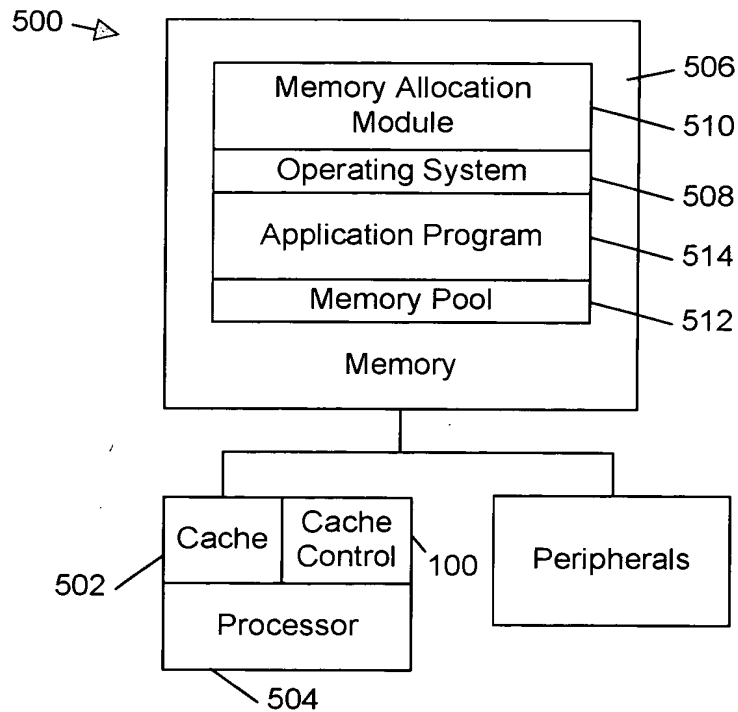 500
506
Memory Allocation
Module
510
Operating System
508
Application Program
514
Memory Pool
512
Memory
Cache
Cache
Control
100
Peripherals
502
Processor
504